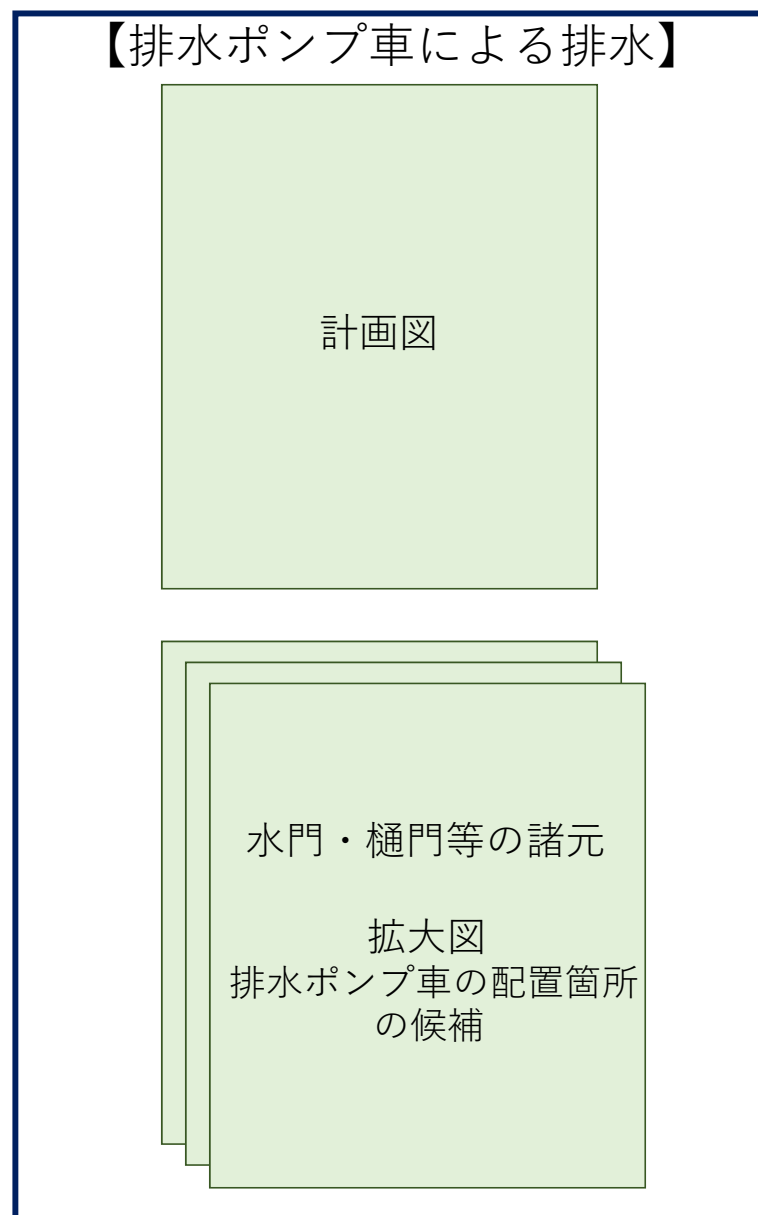 【排水ポンプ車による排水】
計画図
水門・樋門等の諸元
拡大図
排水ポンプ車の配置箇所
の候補